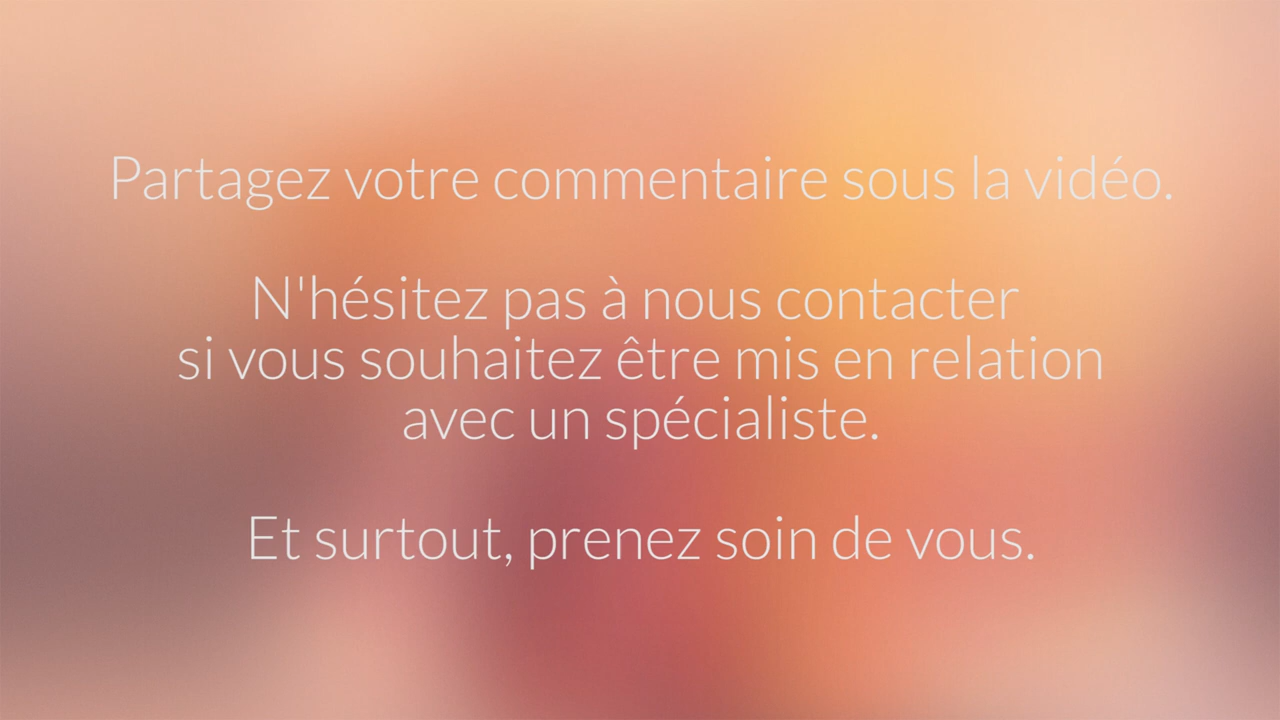 Partagez votre commentaire sous la vidéo.
N'hésitez pas à nous contacter
si vous souhaitez être mis en relation
avec un spécialiste.
Et surtout, prenez soin de vous.